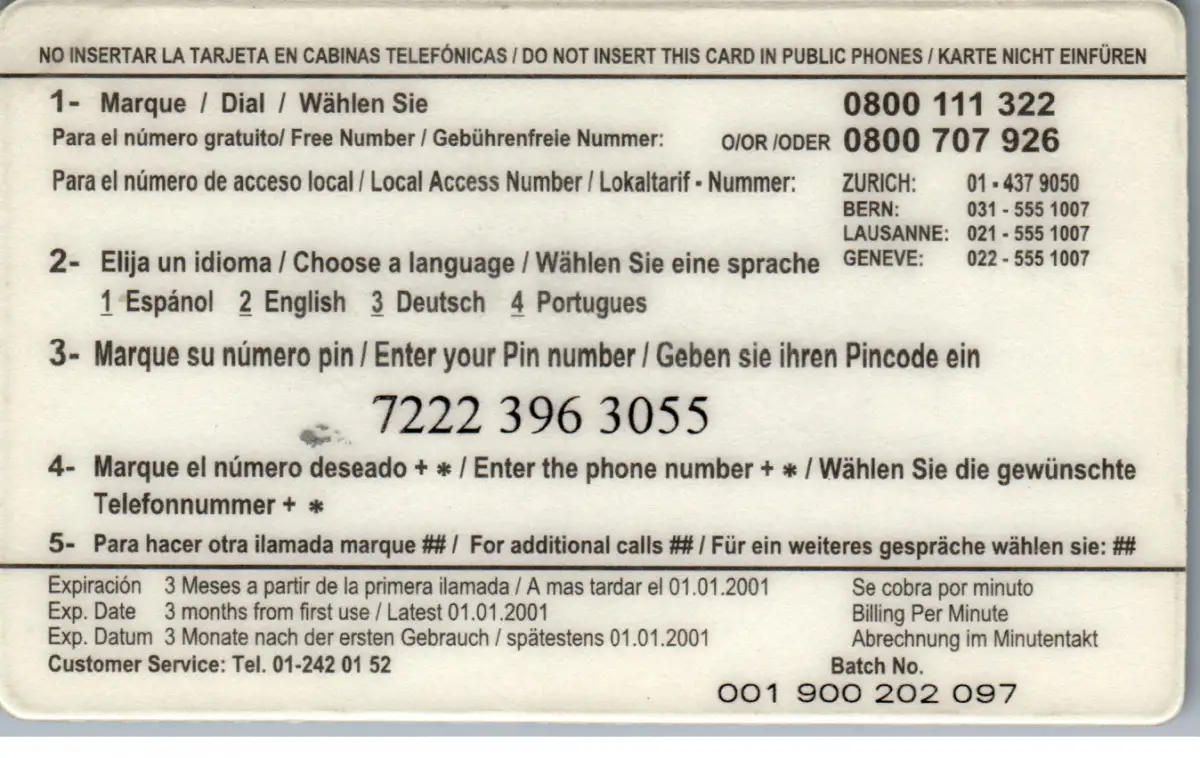 NO INSERTAR LA TARJETA EN CABINAS TELEFÓNICAS / DO NOT INSERT THIS CARD IN PUBLIC PHONES / KARTE NICHT EINFÜREN
1- Marque / Dial / Wählen Sie 0800 111 322
Para el número gratuito/ Free Number / Gebührenfreie Nummer: O/OR /ODER 0800 707 926
Para el número de acceso local / Local Access Number / Lokaltarif - Nummer: ZURICH: 01 - 437 9050
BERN: 031 - 555 1007
LAUSANNE: 021 - 555 1007
GENEVE: 022 - 555 1007
2- Elija un idioma / Choose a language / Wählen Sie eine sprache
1 Espánol 2 English 3 Deutsch 4 Portugues
3- Marque su número pin / Enter your Pin number / Geben sie ihren Pincode ein
7222 396 3055
4- Marque el número deseado + * / Enter the phone number + * / Wählen Sie die gewünschte
Telefonnummer + *
5- Para hacer otra ilamada marque ## / For additional calls ## / Für ein weiteres gespräche wählen sie: ##
Expiración 3 Meses a partir de la primera ilamada / A mas tardar el 01.01.2001 Se cobra por minuto
Exp. Date 3 months from first use / Latest 01.01.2001 Billing Per Minute
Exp. Datum 3 Monate nach der ersten Gebrauch / spätestens 01.01.2001 Abrechnung im Minutentakt
Customer Service: Tel. 01-242 01 52 Batch No.
001 900 202 097